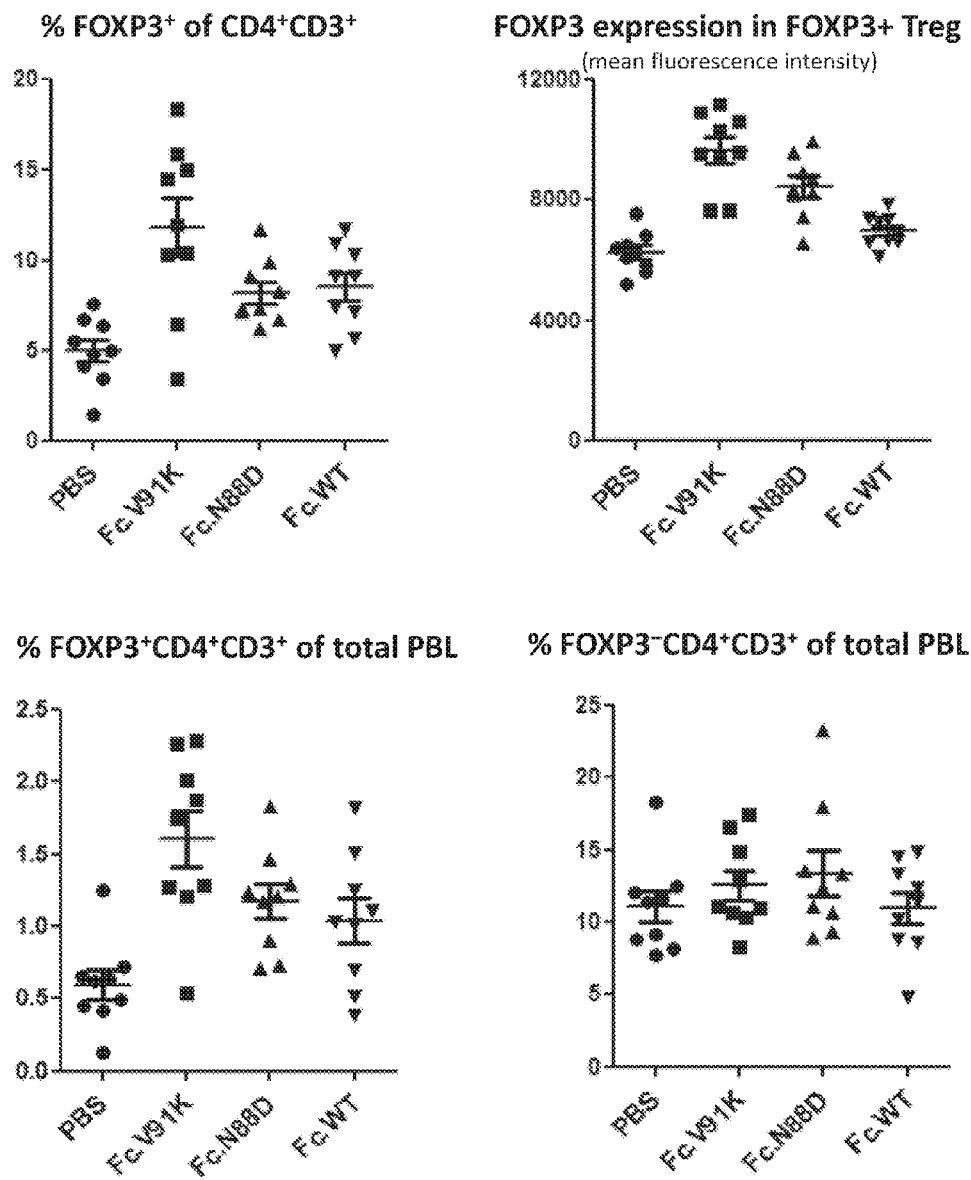 % FOXP3⁺ of CD4⁺CD3⁺
20
15
10
5
0
PBS
Fc.V91K
Fc.N88D
Fc.WT
FOXP3 expression in FOXP3+ Treg
(mean fluorescence intensity)
12000
8000
4000
0
PBS
Fc.V91K
Fc.N88D
Fc.WT
% FOXP3⁺CD4⁺CD3⁺ of total PBL
2.5
2.0
1.5
1.0
0.5
0.0
PBS
Fc.V91K
Fc.N88D
Fc.WT
% FOXP3⁻CD4⁺CD3⁺ of total PBL
25
20
15
10
5
0
PBS
Fc.V91K
Fc.N88D
Fc.WT